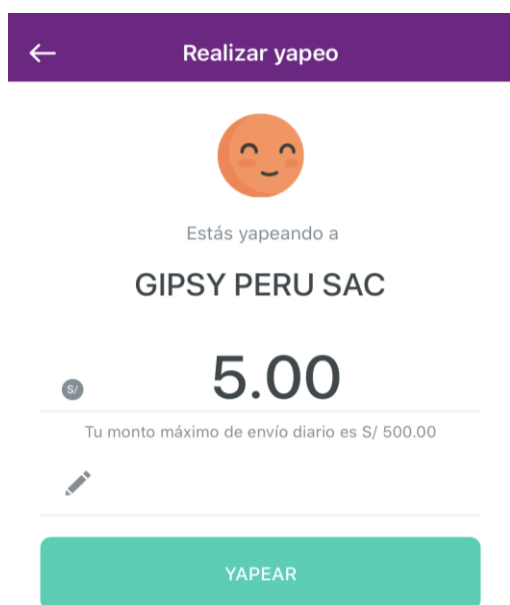 Realizar yapeo
Estás yapeando a
GIPSY PERU SAC
S/
5.00
Tu monto máximo de envío diario es S/ 500.00
YAPEAR